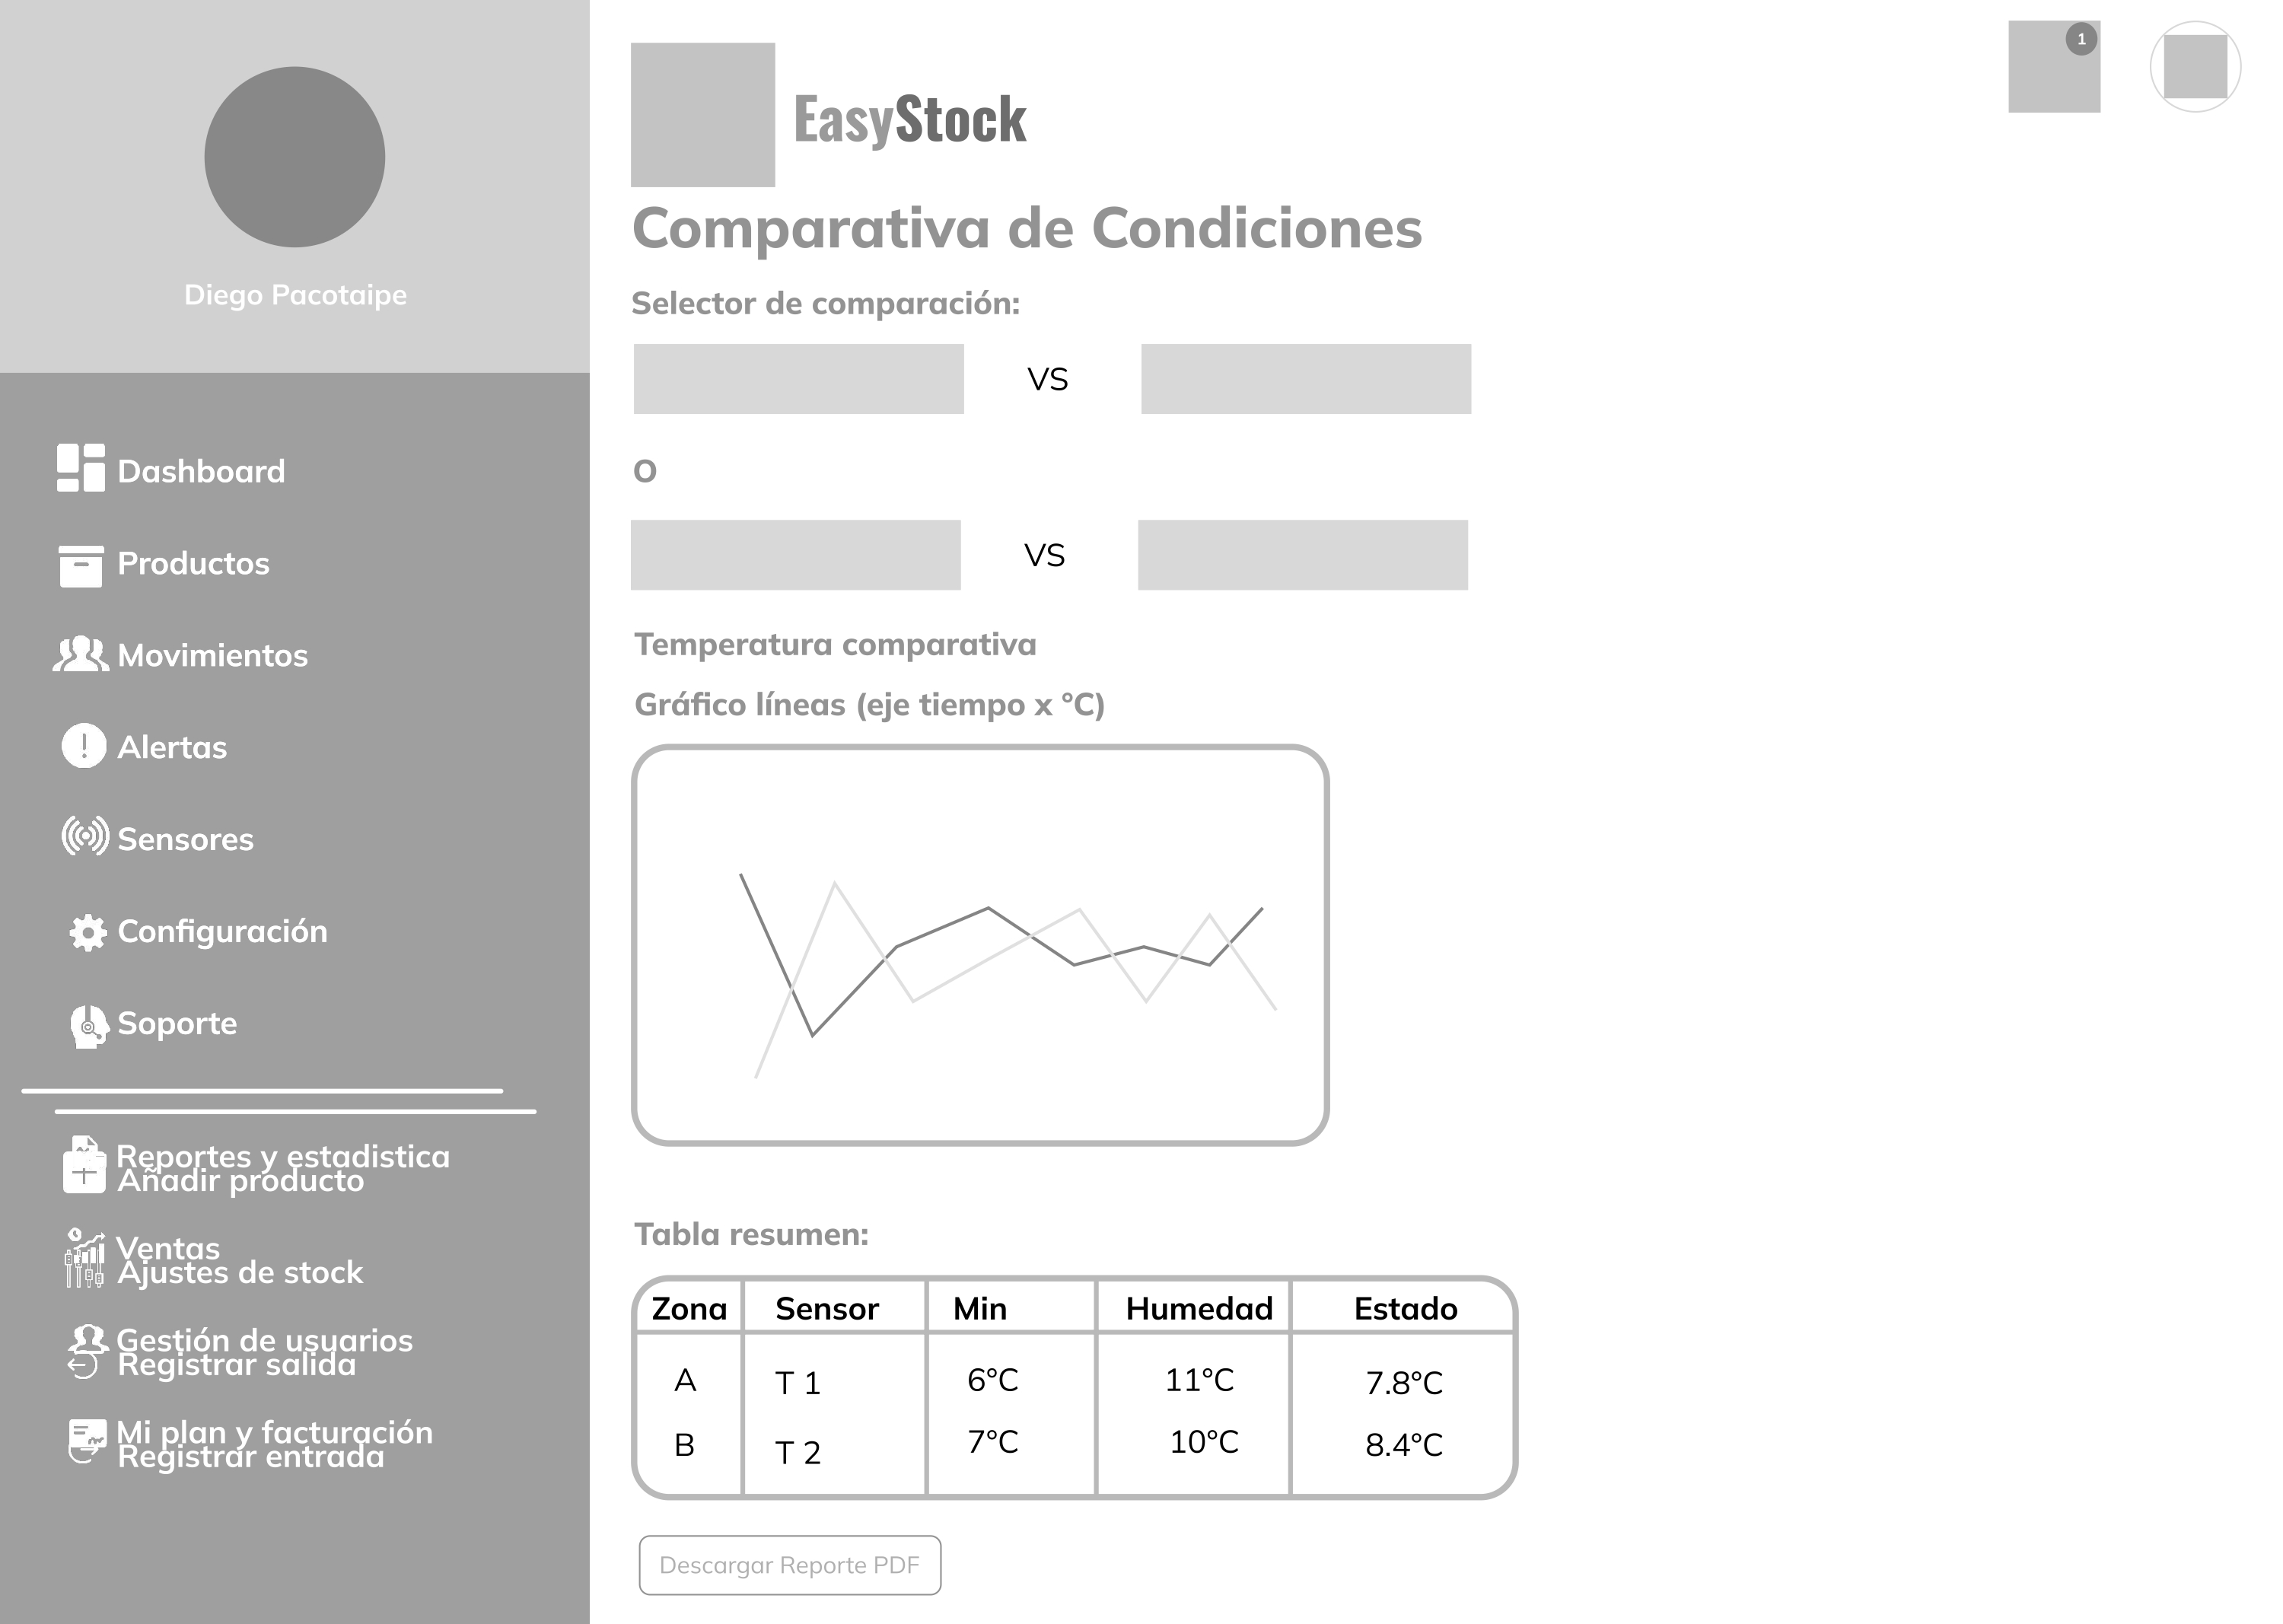 Diego Pacotaipe
Dashboard
Productos
Movimientos
Alertas
Sensores
Configuración
Soporte
Reportes y estadistica
Añadir producto
Ventas
Ajustes de stock
Gestión de usuarios
Registrar salida
Mi plan y facturación
Registrar entrada
1
EasyStock
Comparativa de Condiciones
Selector de comparación:
VS
O
VS
Temperatura comparativa
Gráfico líneas (eje tiempo x °C)
Tabla resumen:
Zona Sensor Min Humedad Estado
A T 1 6°C 11°C 7.8°C
B T 2 7°C 10°C 8.4°C
Descargar Reporte PDF